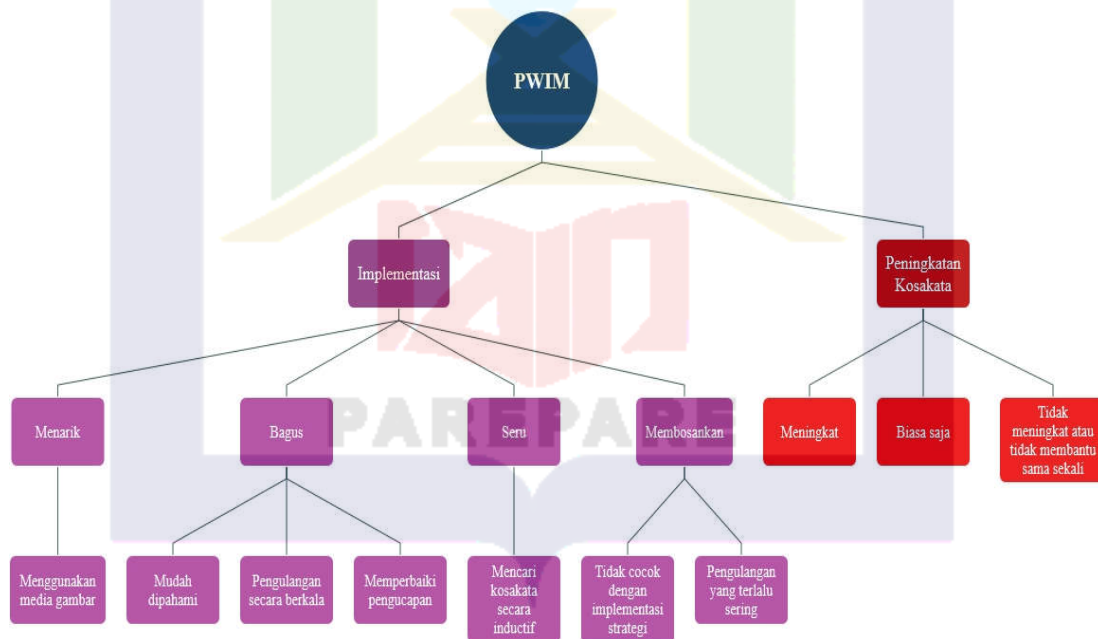 PWIM
Implementasi
Peningkatan
Kosakata
Menarik
Bagus
Seru
Membosankan
Meningkat
Biasa saja
Tidak
meningkat atau
tidak membantu
sama sekali
Menggunakan
media gambar
Mudah
dipahami
Pengulangan
secara berkala
Memperbaiki
pengucapan
Mencari
kosakata
secara
inductif
Tidak cocok
dengan
implementasi
strategi
Pengulangan
yang terlalu
sering
iain
PAREPARE